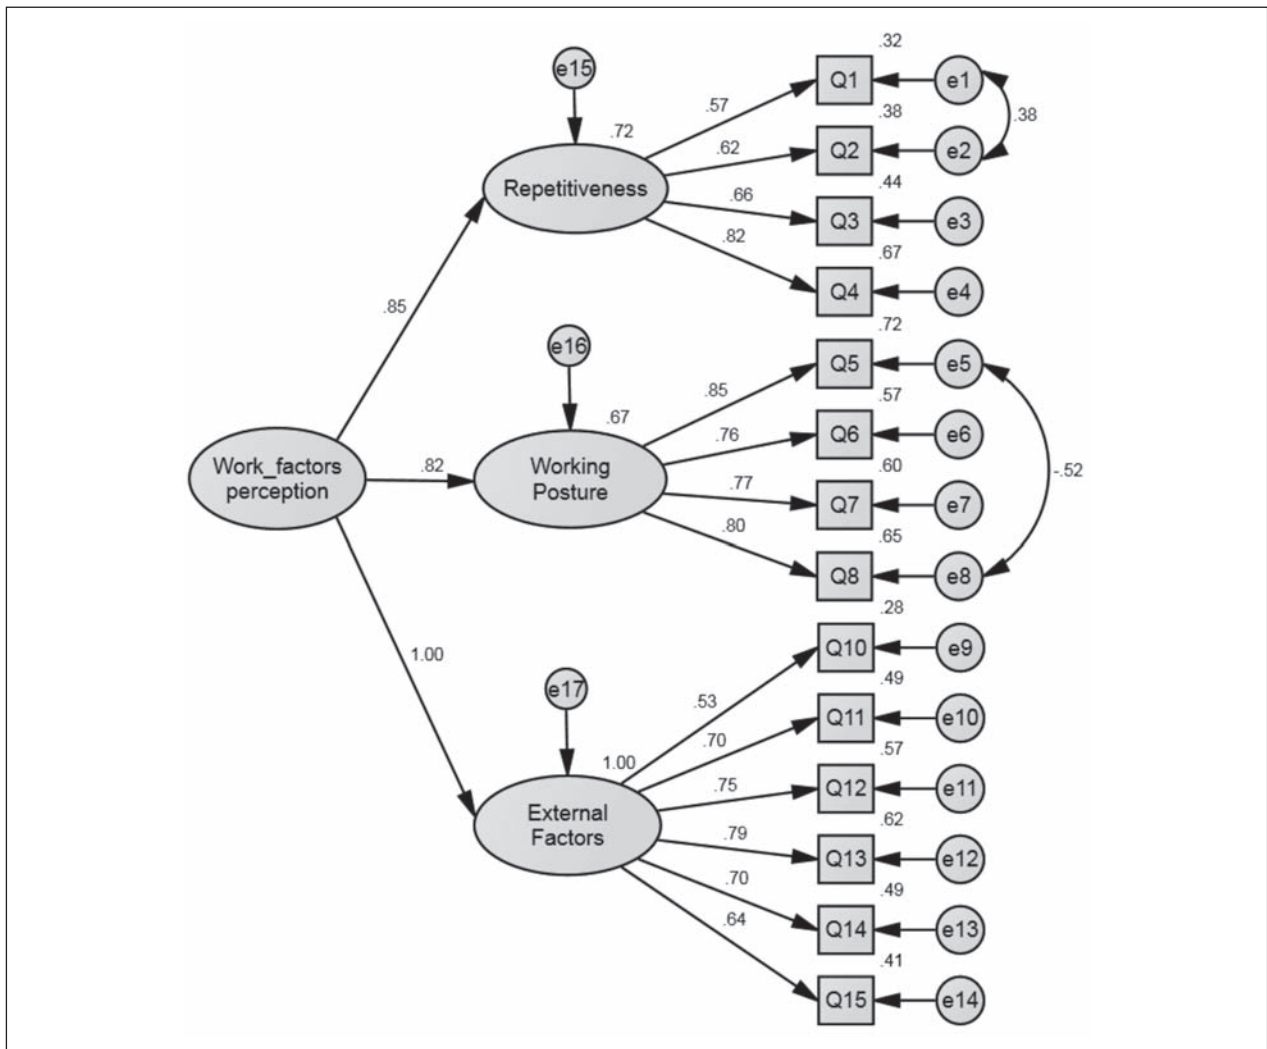 .32
e15
Q1
e1
.57
.38
.38
.72
.62
Q2
e2
.44
Repetitiveness
.66
Q3
e3
.82
.67
Q4
e4
.85
.72
e16
Q5
e5
.85
.57
.67
.76
Q6
e6
Work_factors
perception
.82
Working
Posture
.60
-.52
.77
Q7
e7
.80
.65
Q8
e8
.28
1.00
Q10
e9
e17
.53
.49
.70
Q11
e10
1.00
.57
.75
Q12
e11
External
Factors
.62
.79
Q13
e12
.70
.49
.64
Q14
e13
.41
Q15
e14